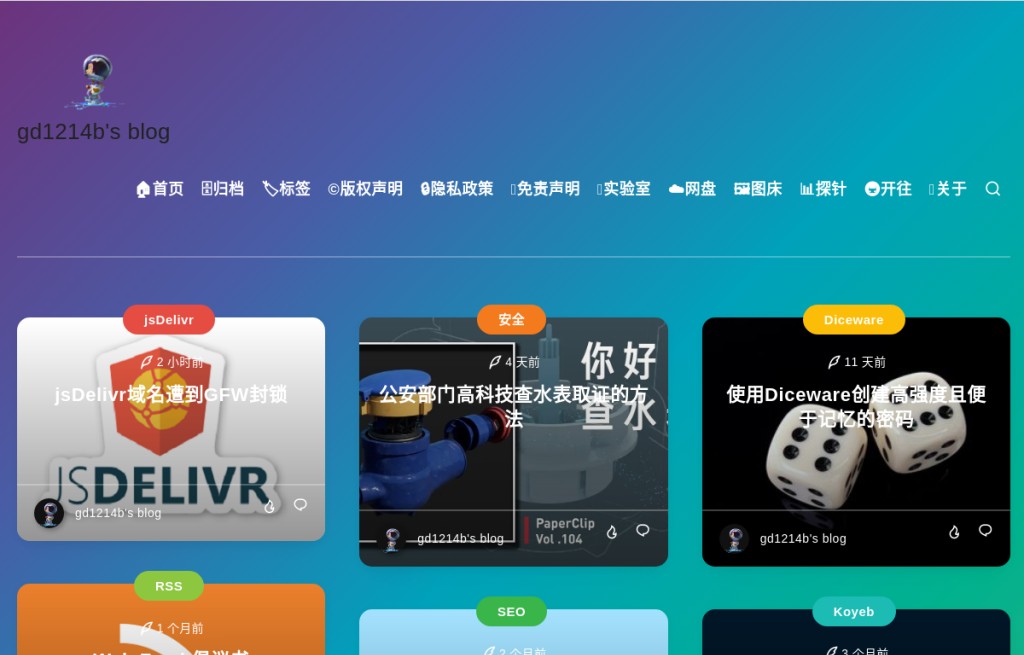 gd1214b's blog
首页 归档 标签 ©版权声明 隐私政策 免责声明 实验室 网盘 图床 探针 开往 关于
jsDelivr
2 小时前
jsDelivr域名遭到GFW封锁
JSDELIVR
gd1214b's blog
安全
4 天前
你好
公安部门高科技查水表取证的方
法
查水
PaperClip
Vol .104
gd1214b's blog
Diceware
11 天前
使用Diceware创建高强度且便
于记忆的密码
gd1214b's blog
RSS
1 个月前
SEO
2 个月前
Koyeb
3 个月前